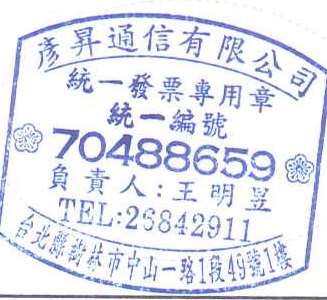 彥昇通信有限公司
統一發票專用章
統一編號
70488659
負責人:王明昱
TEL:26842911
台北縣樹林市中山一路1段49號1樓